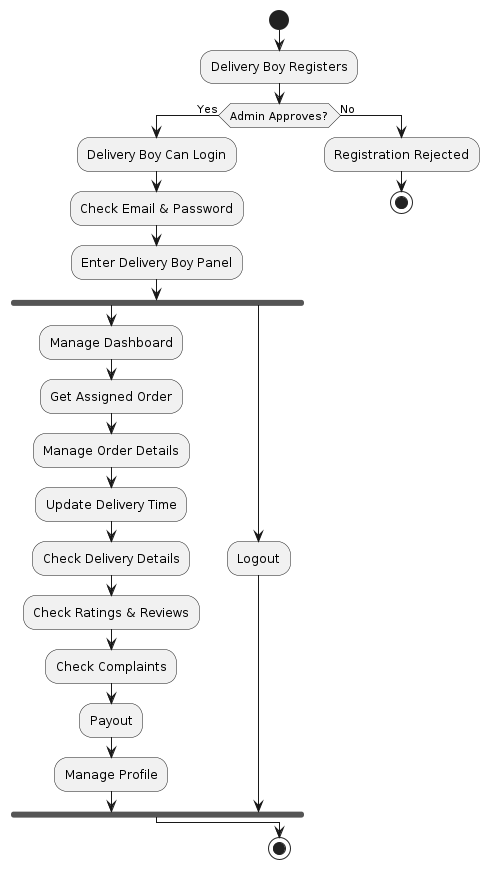 Delivery Boy Registers
Yes
Admin Approves?
No
Delivery Boy Can Login
Registration Rejected
Check Email & Password
Enter Delivery Boy Panel
Manage Dashboard
Get Assigned Order
Manage Order Details
Update Delivery Time
Check Delivery Details
Logout
Check Ratings & Reviews
Check Complaints
Payout
Manage Profile